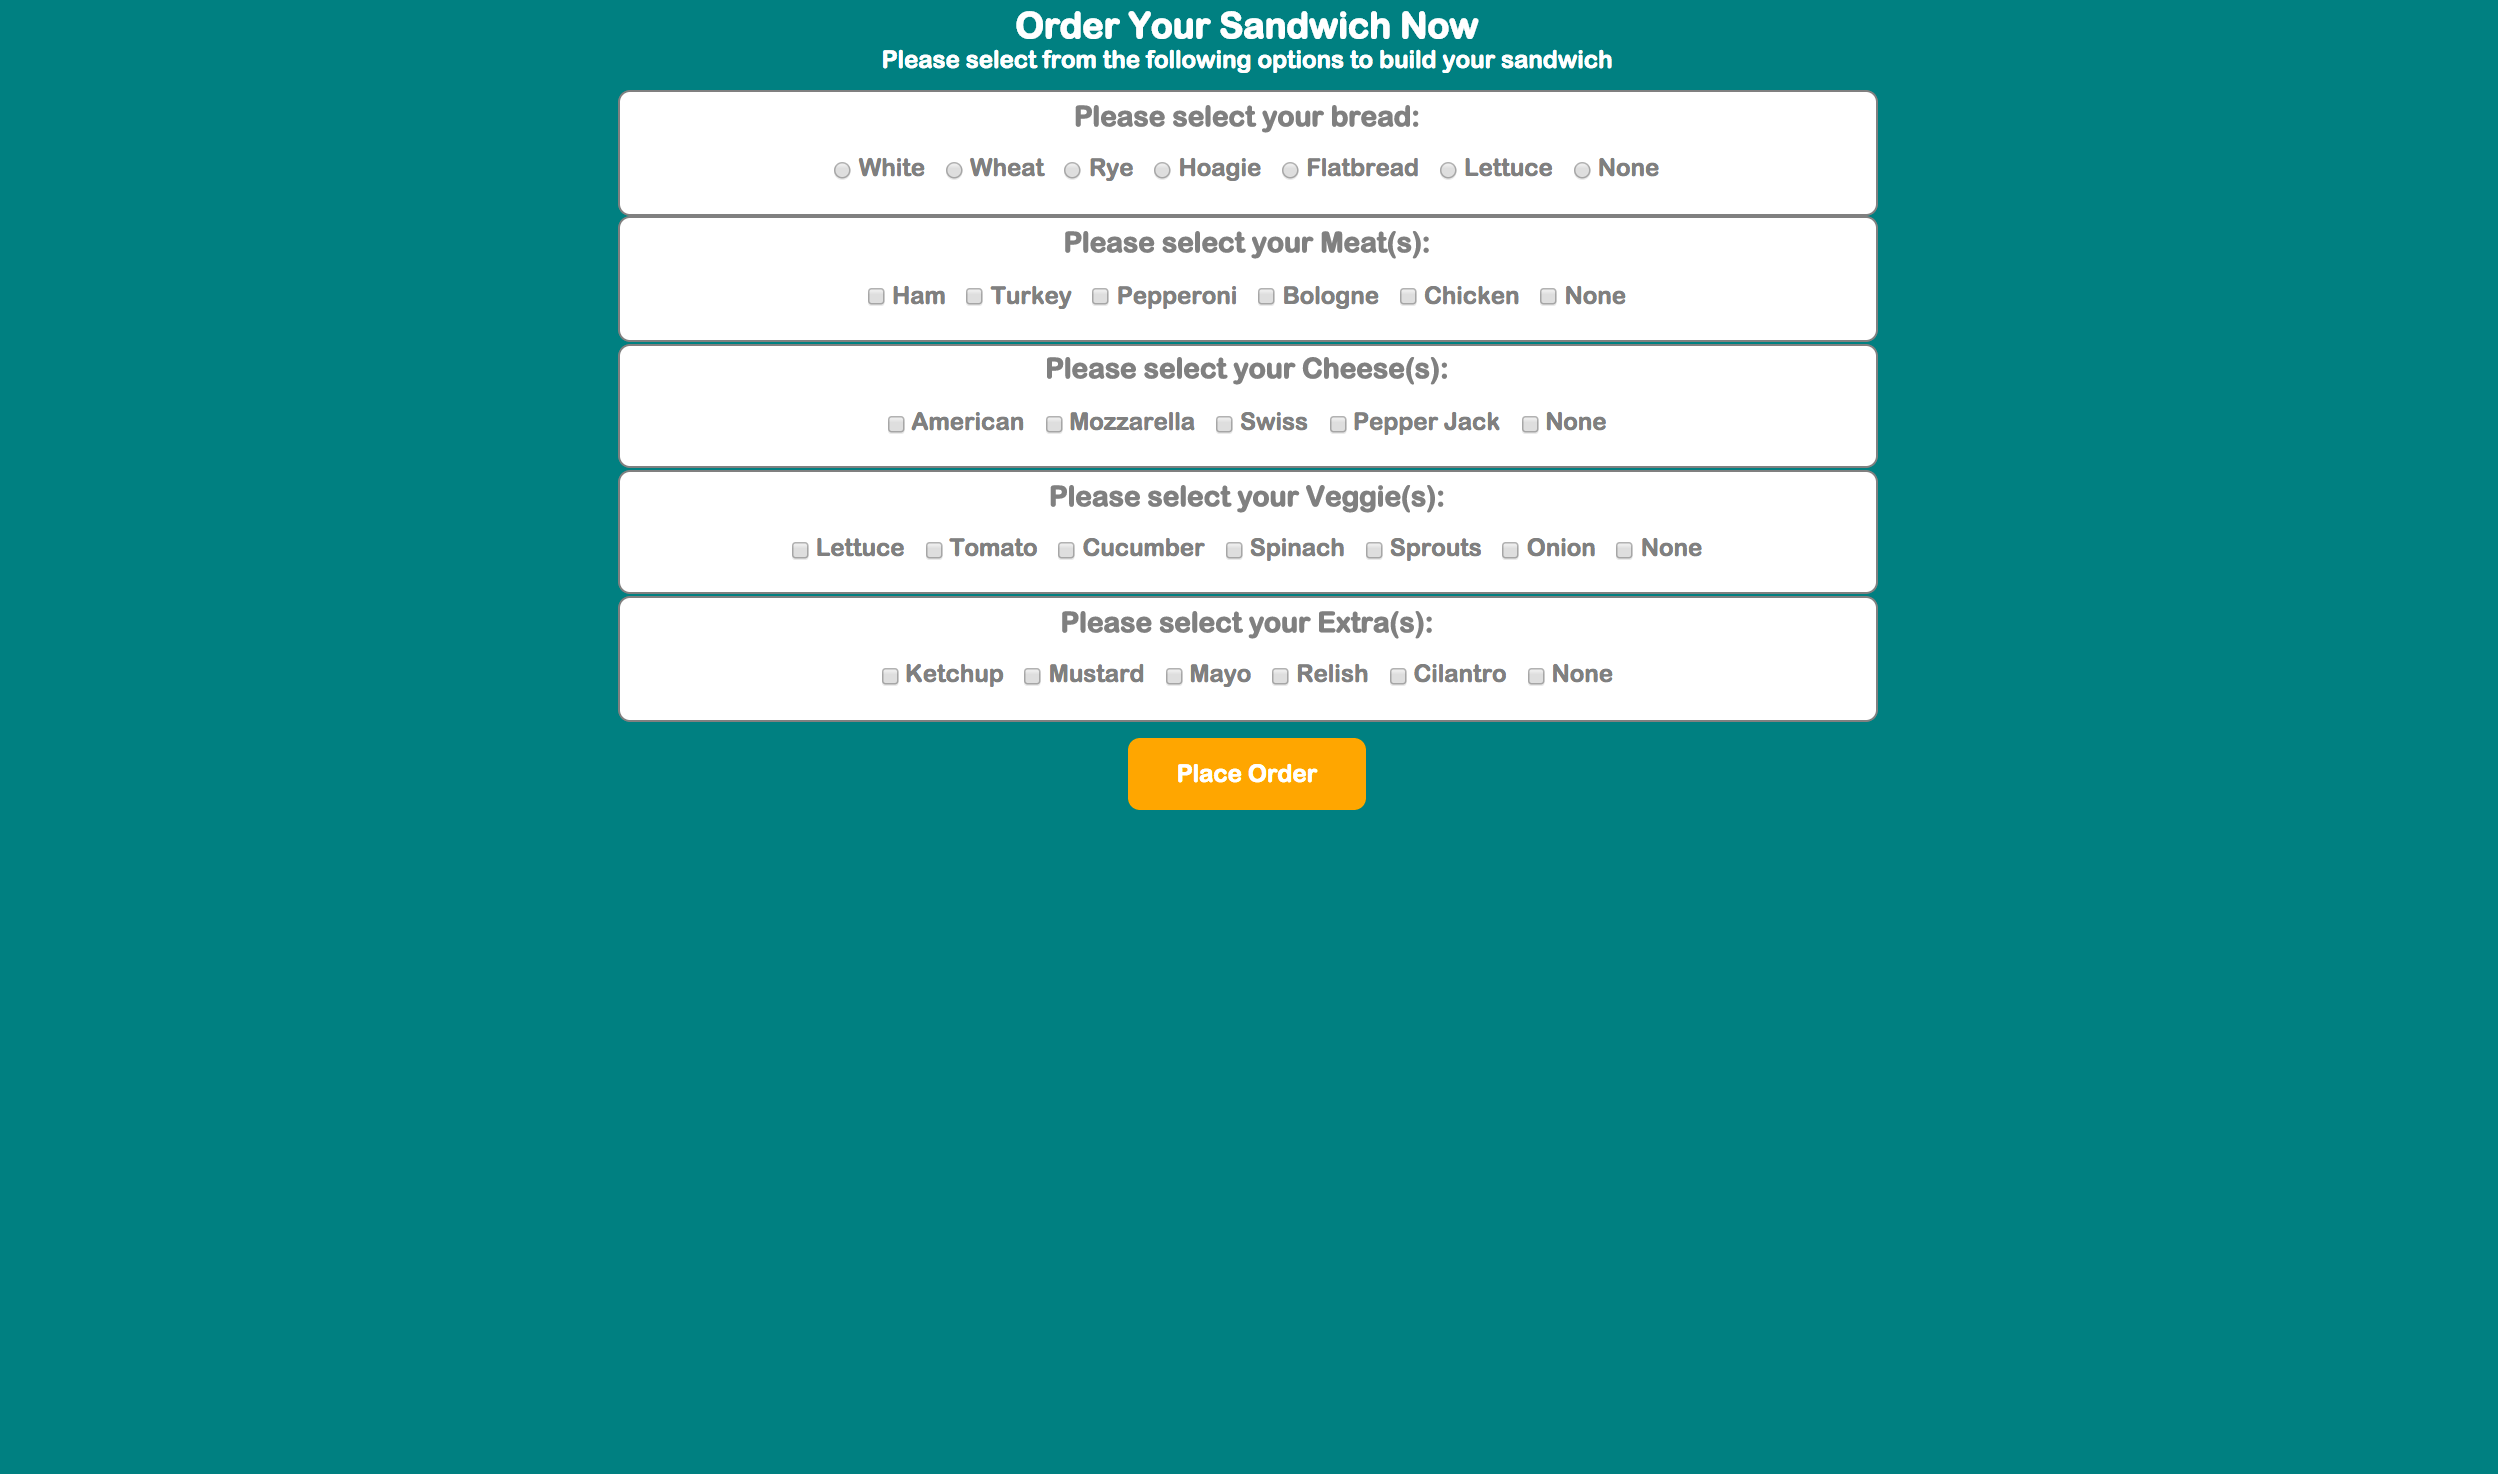 Order Your Sandwich Now
Please select from the following options to build your sandwich
Please select your bread:
White Wheat Rye Hoagie Flatbread Lettuce None
Please select your Meat(s):
Ham Turkey Pepperoni Bologne Chicken None
Please select your Cheese(s):
American Mozzarella Swiss Pepper Jack None
Please select your Veggie(s):
Lettuce Tomato Cucumber Spinach Sprouts Onion None
Please select your Extra(s):
Ketchup Mustard Mayo Relish Cilantro None
Place Order